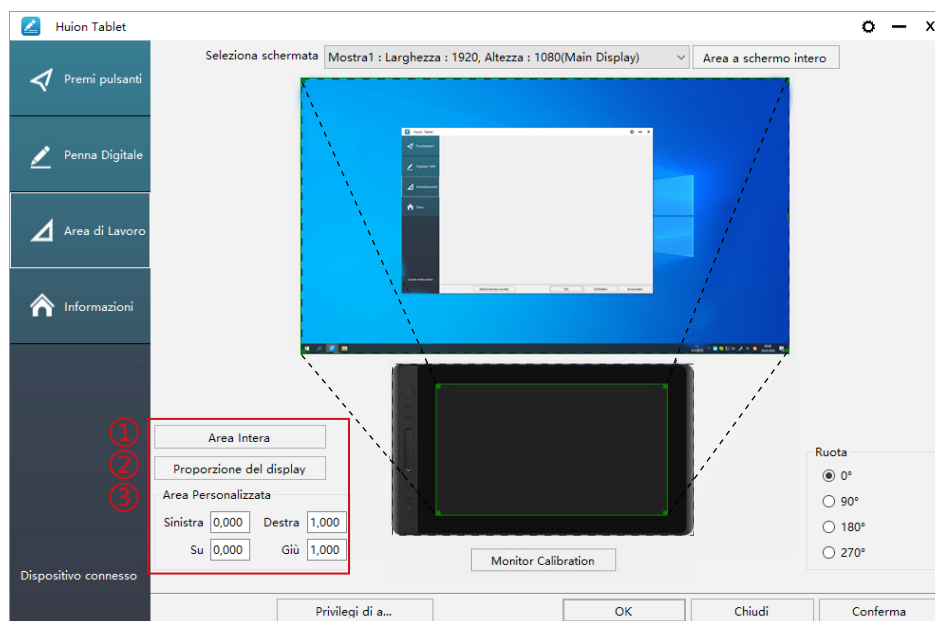 Huion Tablet
Seleziona schermata Mostra1 : Larghezza : 1920, Altezza : 1080(Main Display) Area a schermo intero
Premi pulsanti
Penna Digitale
Area di Lavoro
Informazioni
Huion Tablet
① Area Intera
② Proporzione del display
③ Area Personalizzata
Sinistra 0,000 Destra 1,000
Su 0,000 Giù 1,000
Ruota
0°
90°
180°
270°
Monitor Calibration
Dispositivo connesso
Privilegi di a... OK Chiudi Conferma